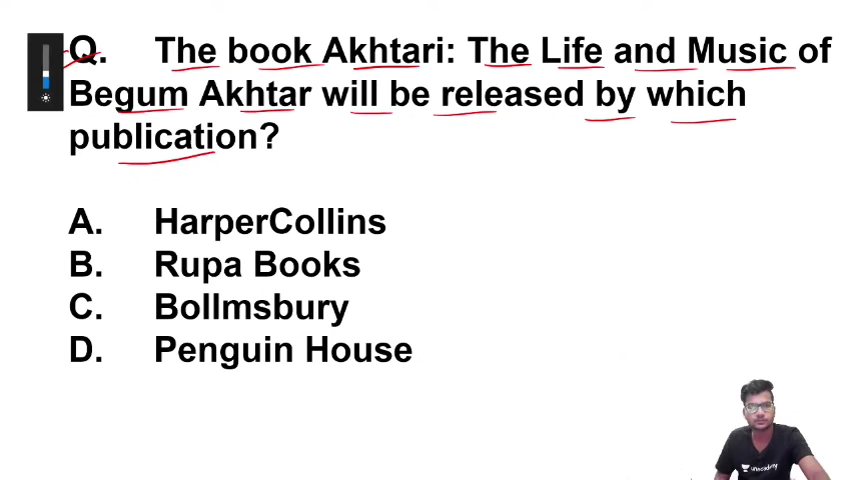 Q. The book Akhtari: The Life and Music of
Begum Akhtar will be released by which
publication?
A. HarperCollins
B. Rupa Books
C. Bollmsbury
D. Penguin House
unacademy